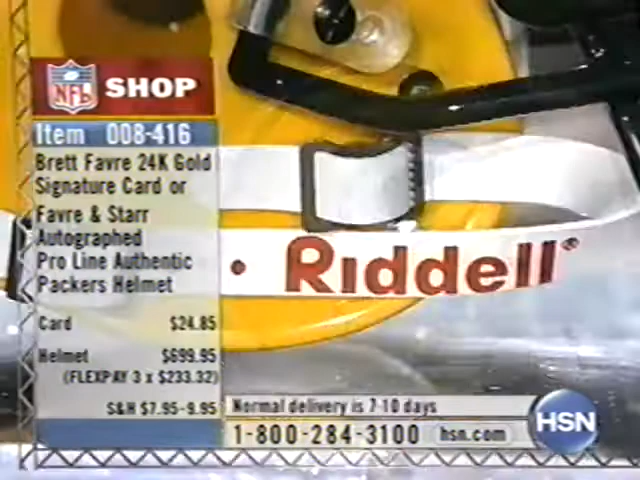 NFL SHOP
Item 008-416
Brett Favre 24K Gold
Signature Card or
Favre & Starr
Autographed
Pro Line Authentic
Packers Helmet
Card $24.85
Helmet $699.95
(FLEXPAY 3 x $233.32)
S&H $7.95-9.95
• Riddell®
Normal delivery is 7-10 days
1-800-284-3100 hsn.com
HSN